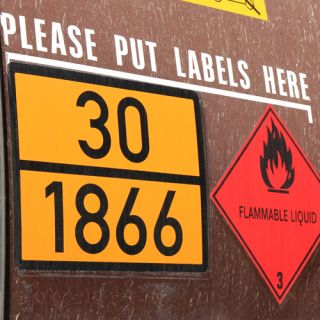 PLEASE PUT LABELS HERE
30
1866
FLAMMABLE LIQUID
3